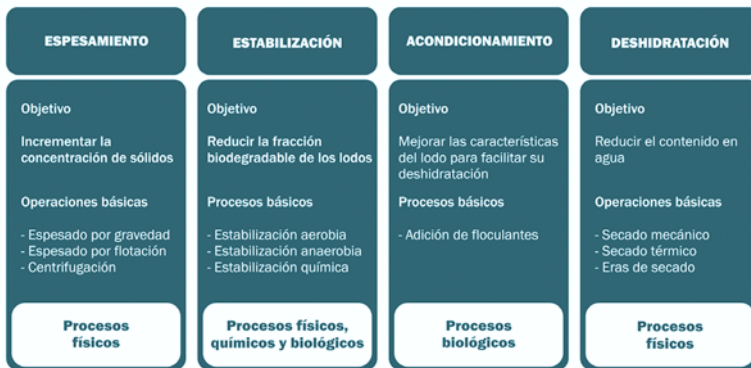 ESPESAMIENTO
Objetivo
Incrementar la
concentración de sólidos
Operaciones básicas
- Espesado por gravedad
- Espesado por flotación
- Centrifugación
Procesos
físicos
ESTABILIZACIÓN
Objetivo
Reducir la fracción
biodegradable de los lodos
Procesos básicos
- Estabilización aerobia
- Estabilización anaerobia
- Estabilización química
Procesos físicos,
químicos y biológicos
ACONDICIONAMIENTO
Objetivo
Mejorar las características
del lodo para facilitar su
deshidratación
Procesos básicos
- Adición de floculantes
Procesos
biológicos
DESHIDRATACIÓN
Objetivo
Reducir el contenido en
agua
Operaciones básicas
- Secado mecánico
- Secado térmico
- Eras de secado
Procesos
físicos